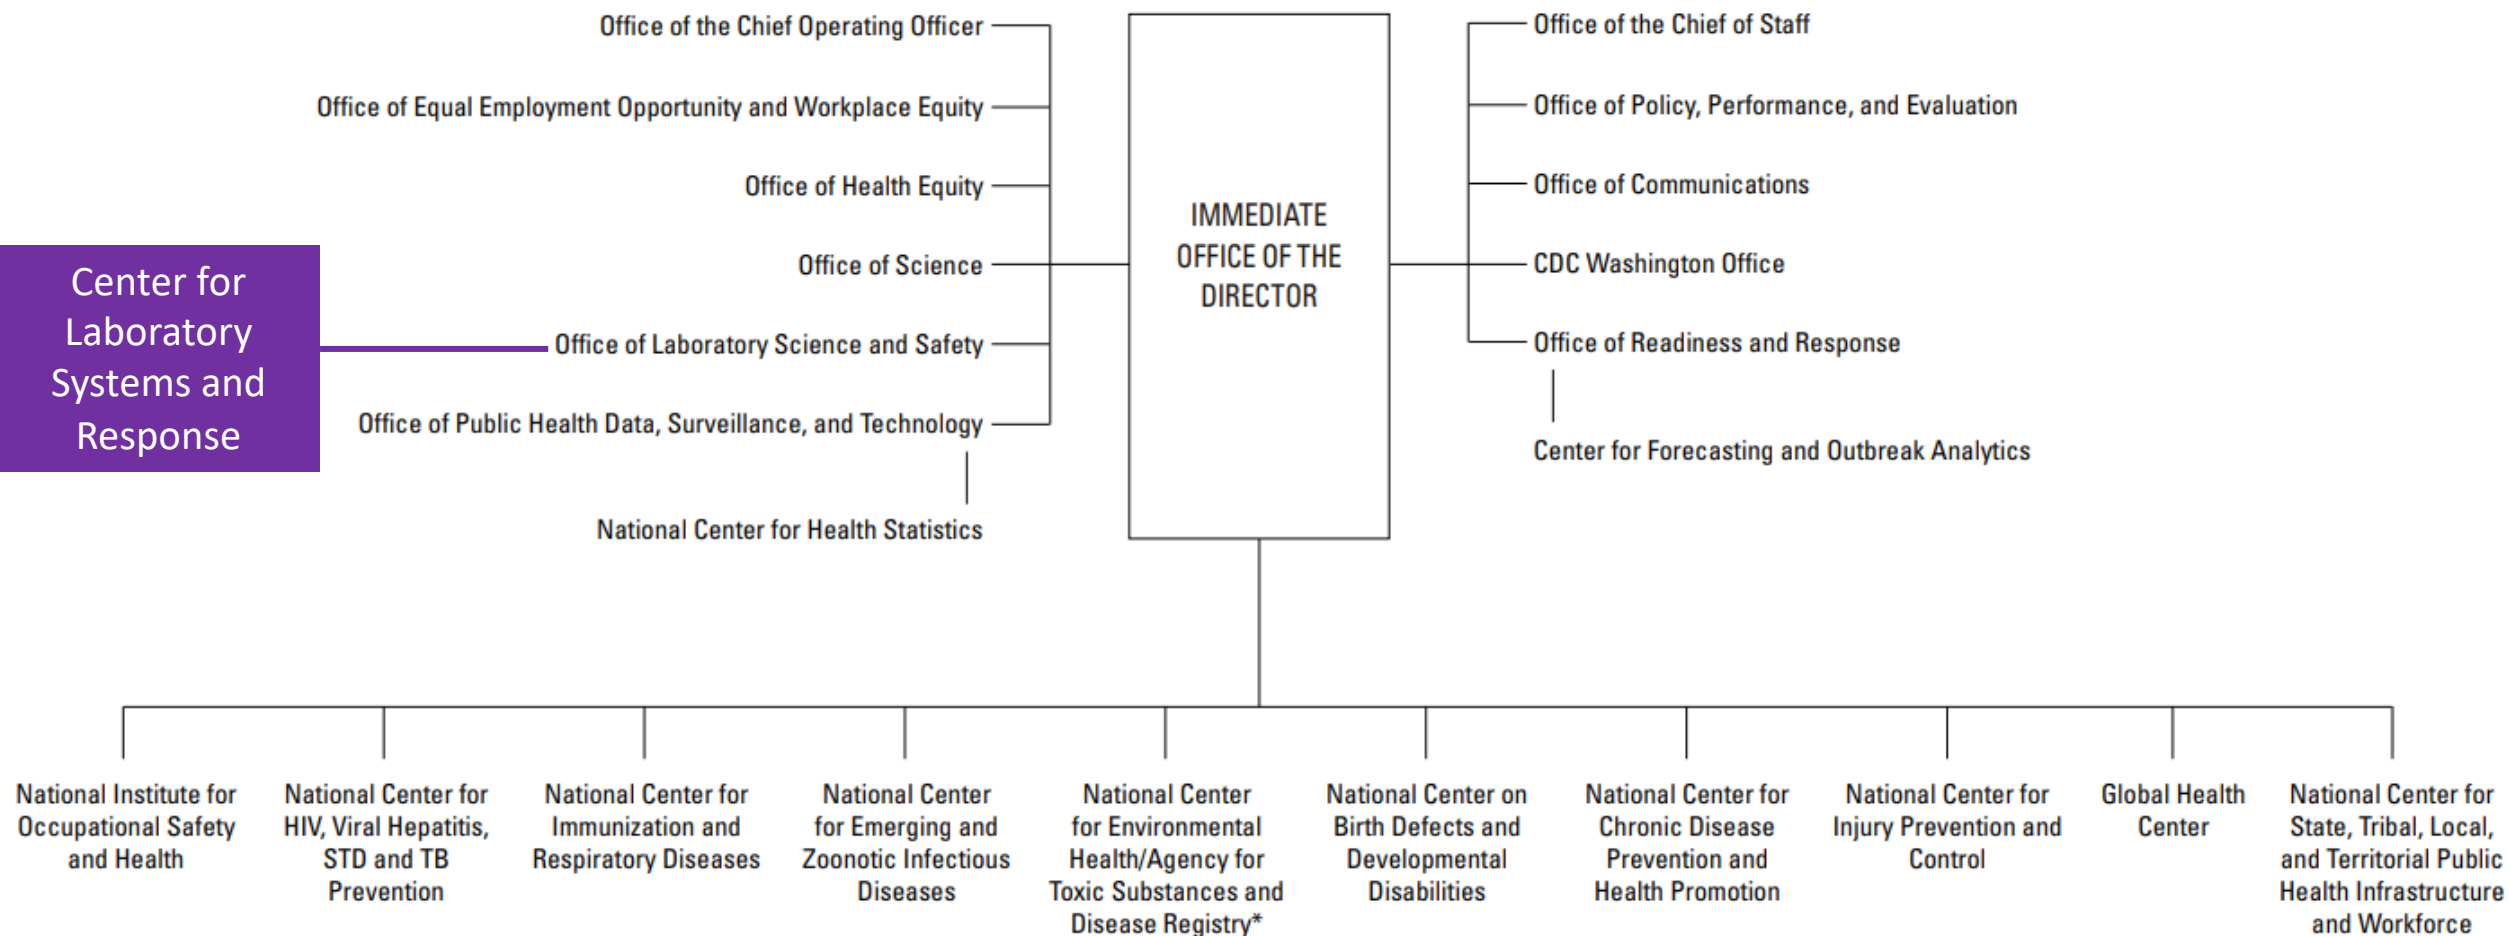 Office of the Chief Operating Officer
Office of Equal Employment Opportunity and Workplace Equity
Office of Health Equity
Office of Science
Office of Laboratory Science and Safety
Office of Public Health Data, Surveillance, and Technology
National Center for Health Statistics
Center for
Laboratory
Systems and
Response
IMMEDIATE
OFFICE OF THE
DIRECTOR
Office of the Chief of Staff
Office of Policy, Performance, and Evaluation
Office of Communications
CDC Washington Office
Office of Readiness and Response
Center for Forecasting and Outbreak Analytics
National Institute for
Occupational Safety
and Health
National Center for
HIV, Viral Hepatitis,
STD and TB
Prevention
National Center for
Immunization and
Respiratory Diseases
National Center
for Emerging and
Zoonotic Infectious
Diseases
National Center
for Environmental
Health/Agency for
Toxic Substances and
Disease Registry*
National Center on
Birth Defects and
Developmental
Disabilities
National Center for
Chronic Disease
Prevention and
Health Promotion
National Center for
Injury Prevention and
Control
Global Health
Center
National Center for
State, Tribal, Local,
and Territorial Public
Health Infrastructure
and Workforce